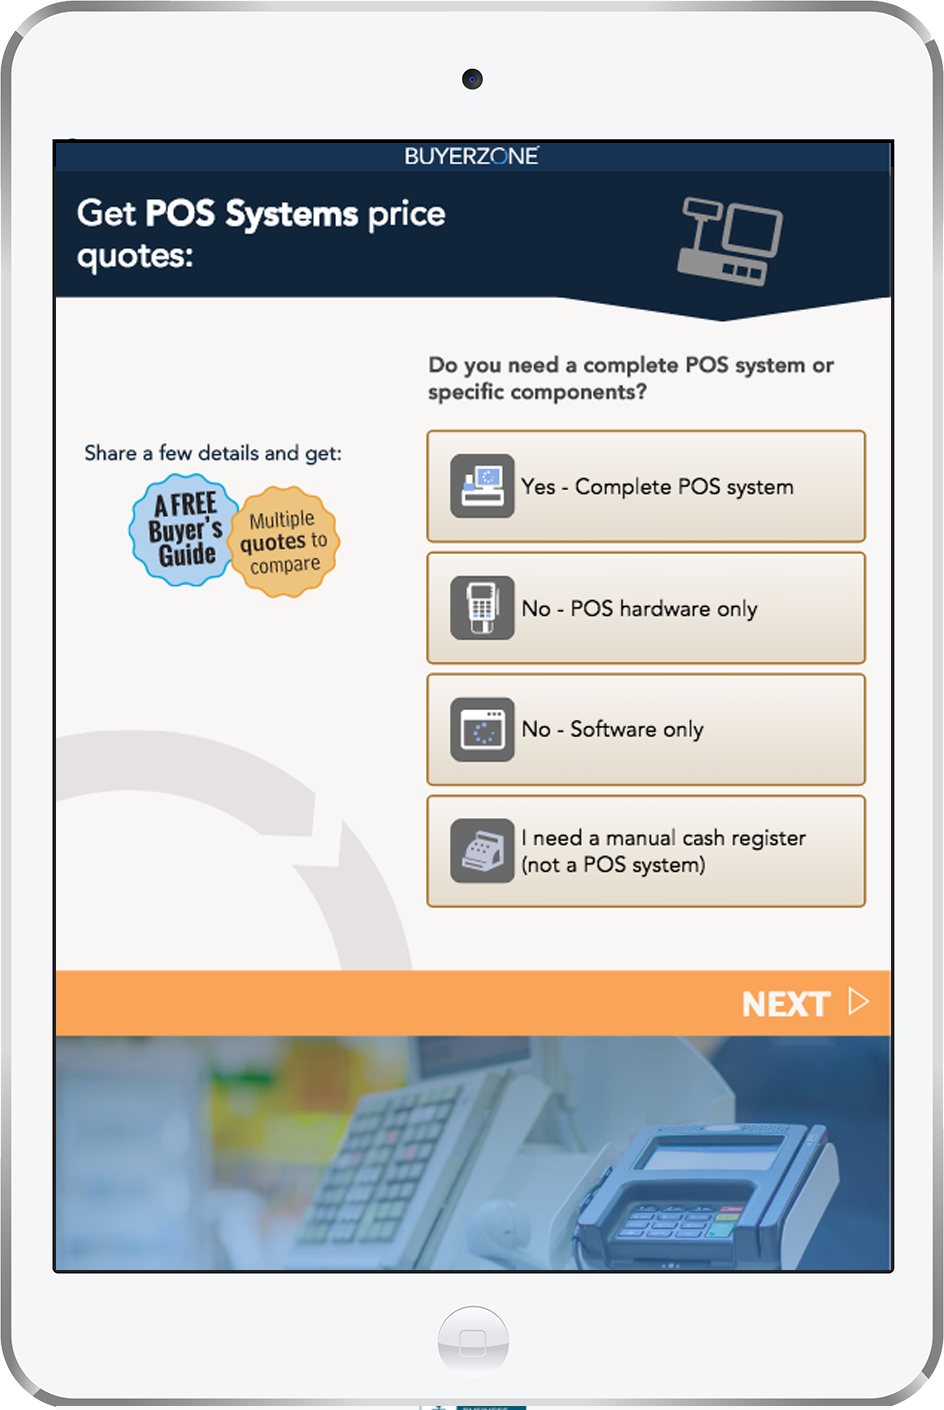 BUYERZONE
Get POS Systems price
quotes:
Do you need a complete POS system or
specific components?
Share a few details and get:
A FREE
Buyer's
Guide
Multiple
quotes to
compare
Yes - Complete POS system
No - POS hardware only
No - Software only
I need a manual cash register
(not a POS system)
NEXT